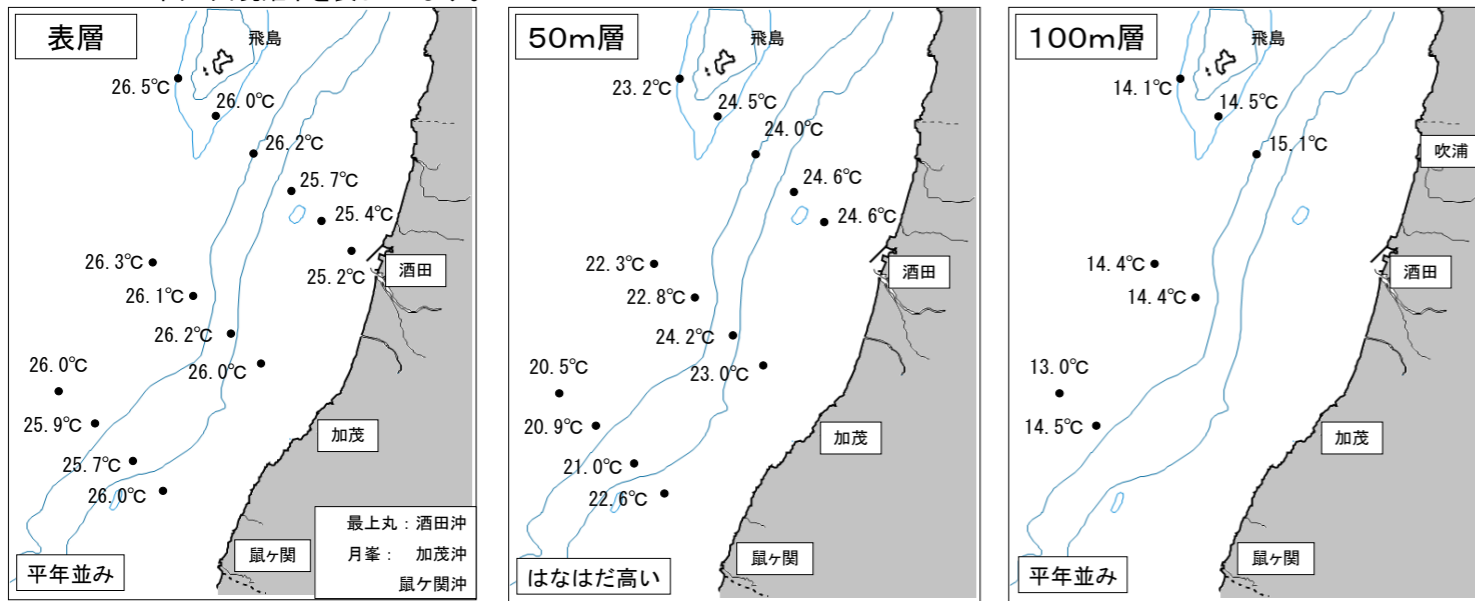 表層
飛島
26.5℃
26.0℃
26.2℃
25.7℃
25.4℃
25.2℃
酒田
26.3℃
26.1℃
26.2℃
26.0℃
26.0℃
25.9℃
25.7℃
26.0℃
加茂
最上丸：酒田沖
月峯： 加茂沖
鼠ケ関沖
鼠ヶ関
平年並み
50m層
飛島
23.2℃
24.5℃
24.0℃
24.6℃
24.6℃
酒田
22.3℃
22.8℃
24.2℃
23.0℃
20.5℃
20.9℃
21.0℃
22.6℃
加茂
鼠ヶ関
はなはだ高い
100m層
飛島
14.1℃
14.5℃
15.1℃
吹浦
酒田
14.4℃
14.4℃
13.0℃
14.5℃
加茂
鼠ヶ関
平年並み